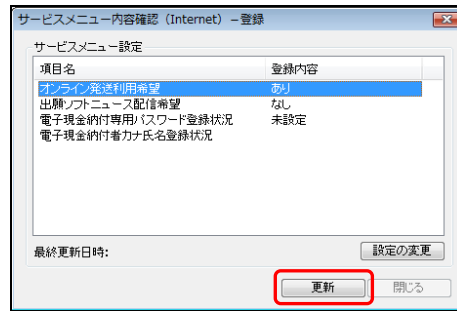 サービスメニュー内容確認（Internet）－登録
サービスメニュー設定
項目名 登録内容
オンライン発送利用希望 あり
出願ソフトニュース配信希望 なし
電子現金納付専用パスワード登録状況 未設定
電子現金納付者カナ氏名登録状況
最終更新日時: 設定の変更
更新 閉じる